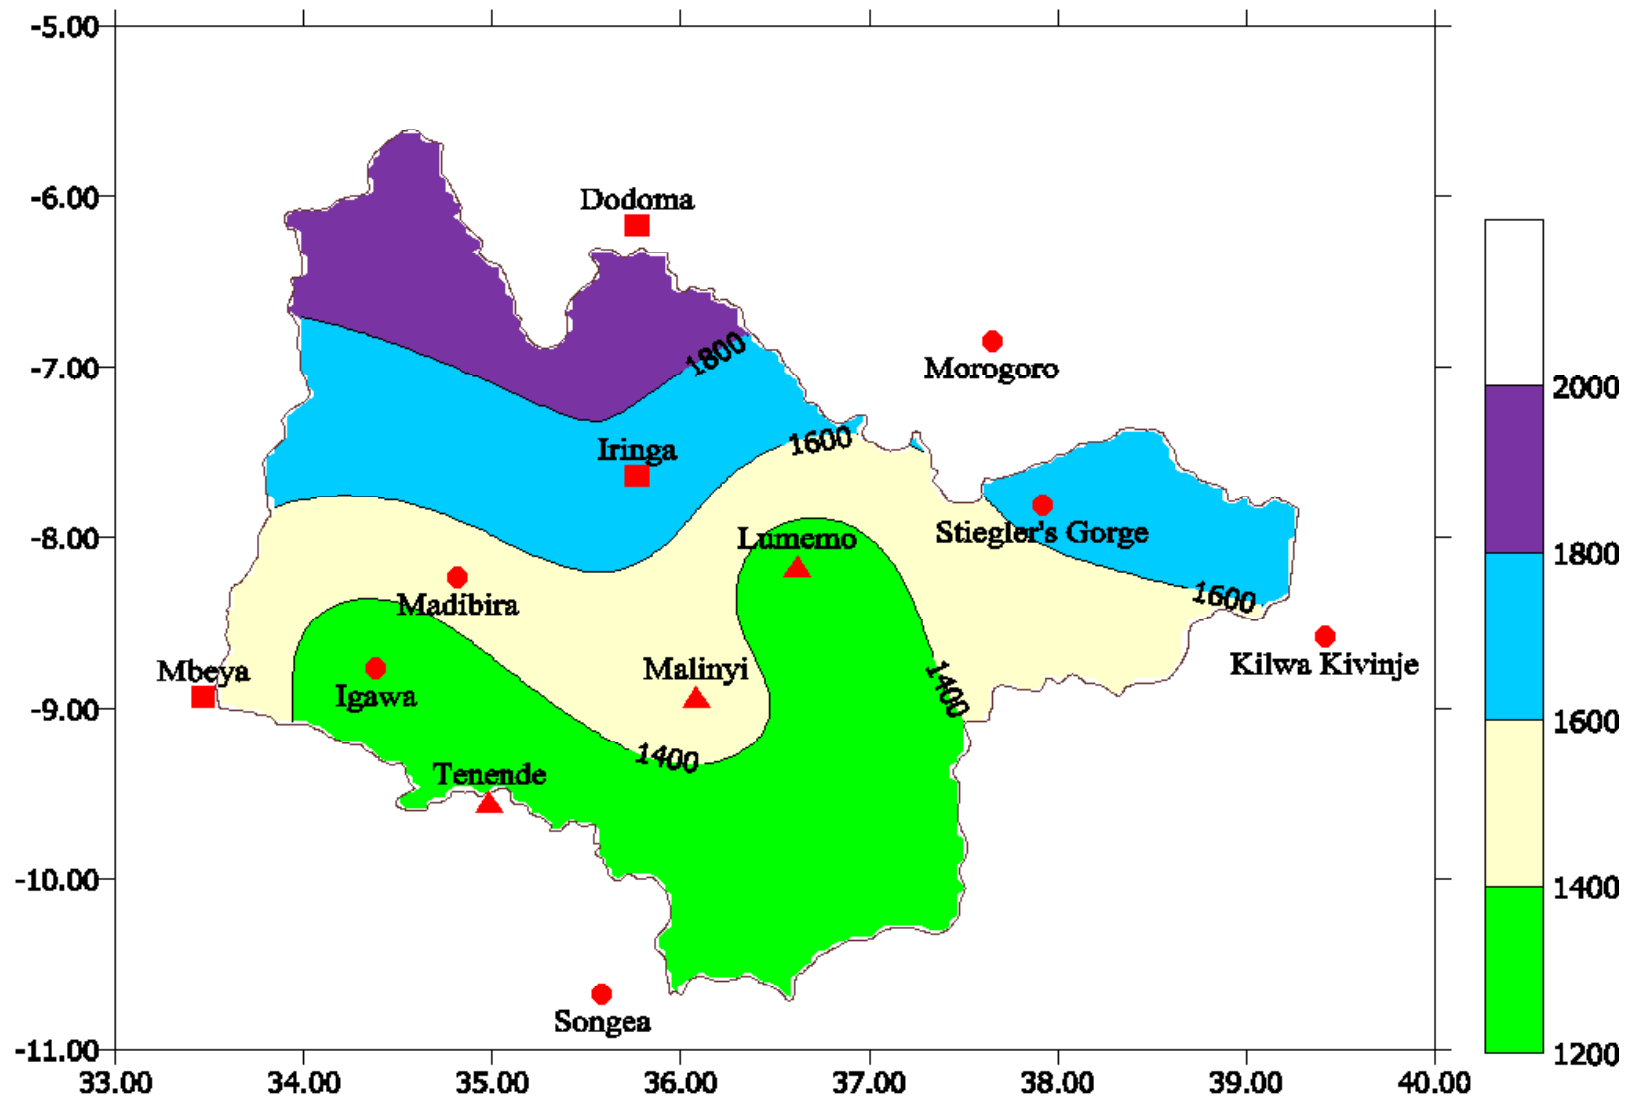 -5.00
-6.00
Dodoma
1800
Morogoro
-7.00
2000
1600
Iringa
-8.00
Lumemo
Stiegler's Gorge
1800
Madibira
1600
Mbeya
Igawa
Malinyi
1400
Kilwa Kivinje
-9.00
1600
1400
Tenende
-10.00
1400
Songea
-11.00
1200
33.00 34.00 35.00 36.00 37.00 38.00 39.00 40.00